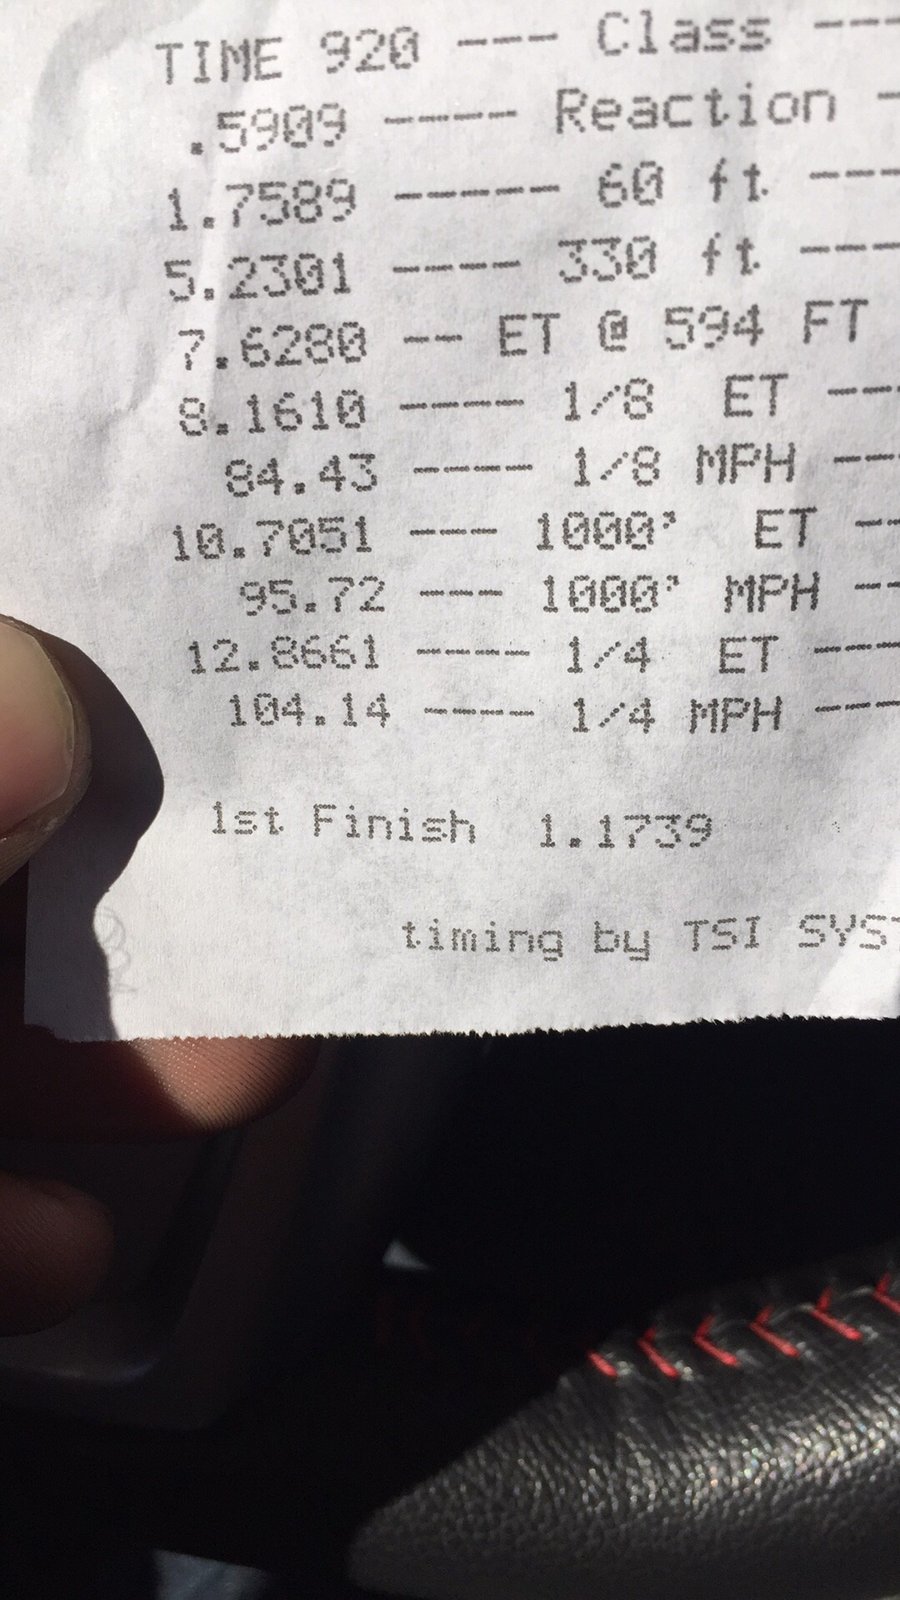 TIME 920 --- Class ---
.5909 ----- Reaction -
1.7589 ------ 60 ft ---
5.2301 ---- 330 ft ----
7.6280 -- ET @ 594 FT
8.1610 ---- 1/8 ET ---
84.43 ---- 1/8 MPH ---
10.7051 --- 1000' ET --
95.72 --- 1000' MPH --
12.8661 ---- 1/4 ET ----
104.14 ---- 1/4 MPH ----
1st Finish 1.1739
timing by TSI